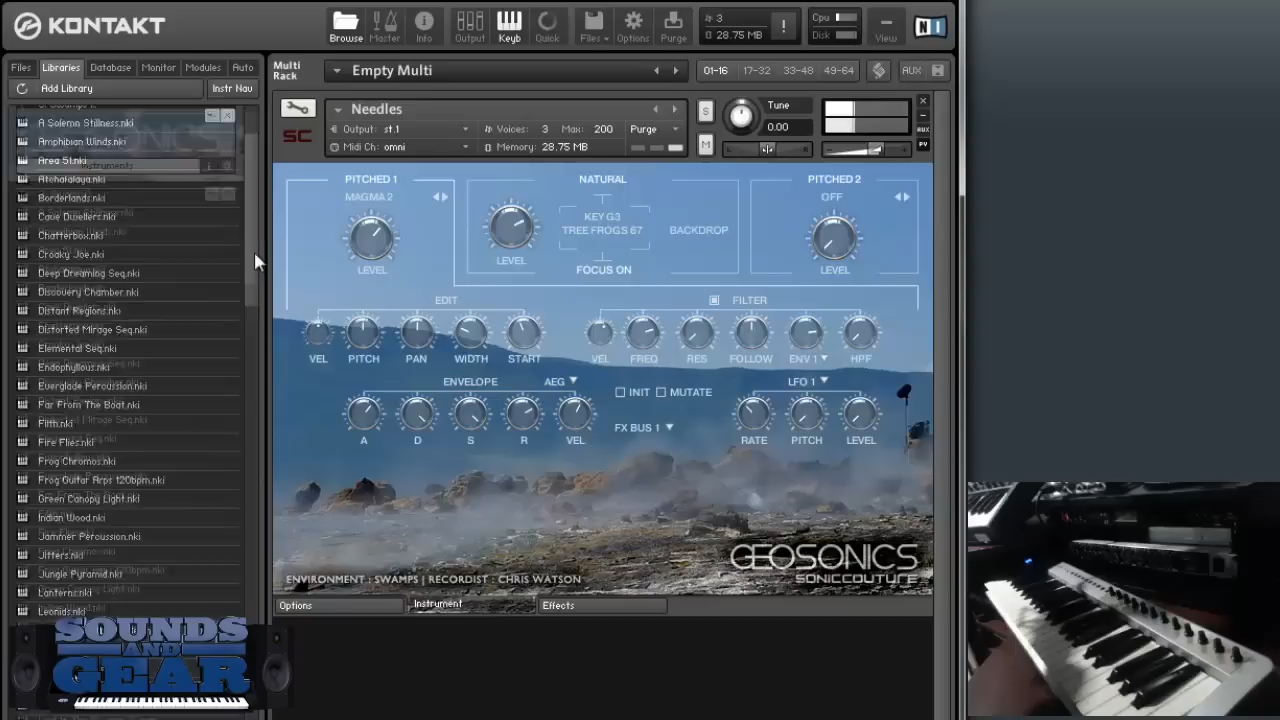 KONTAKT
Browse
Master
Info
Output
Keyb
Quick
Files
Options
Purge
3
28.75 MB
!
Cpu
Disk
View
NI
Files
Libraries
Database
Monitor
Modules
Auto
Add Library
Instr Nav
Multi
Rack
Empty Multi
01-16
17-32
33-48
49-64
AUX
SC
Needles
Output: st.1
Voices: 3 Max: 200
Purge
Midi Ch: omni
Memory: 28.75 MB
S
M
Tune
0.00
AUX
PV
A Solemn Stillness.nki
Amphibian Winds.nki
Area 51.nki
Atchafalaya.nki
Borderlands.nki
Cave Dwellers.nki
Chatterbox.nki
Croaky Joe.nki
Deep Dreaming Seq.nki
Discovery Chamber.nki
Distant Regions.nki
Distorted Mirage Seq.nki
Elemental Seq.nki
Endophyllous.nki
Everglade Percussion.nki
Far From The Boat.nki
Filth.nki
Fire Flies.nki
Frog Chromos.nki
Frog Guitar Arps 120bpm.nki
Green Canopy Light.nki
Indian Wood.nki
Jammer Percussion.nki
Jitters.nki
Jungle Pyramid.nki
Lanterns.nki
Leonids.nki
PITCHED 1
MAGMA 2
LEVEL
NATURAL
LEVEL
KEY G3
TREE FROGS 67
BACKDROP
FOCUS ON
PITCHED 2
OFF
LEVEL
EDIT
VEL
PITCH
PAN
WIDTH
START
FILTER
VEL
FREQ
RES
FOLLOW
ENV 1
HPF
ENVELOPE
AEG
A
D
S
R
VEL
INIT
MUTATE
FX BUS 1
LFO 1
RATE
PITCH
LEVEL
GEOSONICS
SONICCOUTURE
ENVIRONMENT : SWAMPS | RECORDIST : CHRIS WATSON
Options
Instrument
Effects
SOUNDS
AND
GEAR